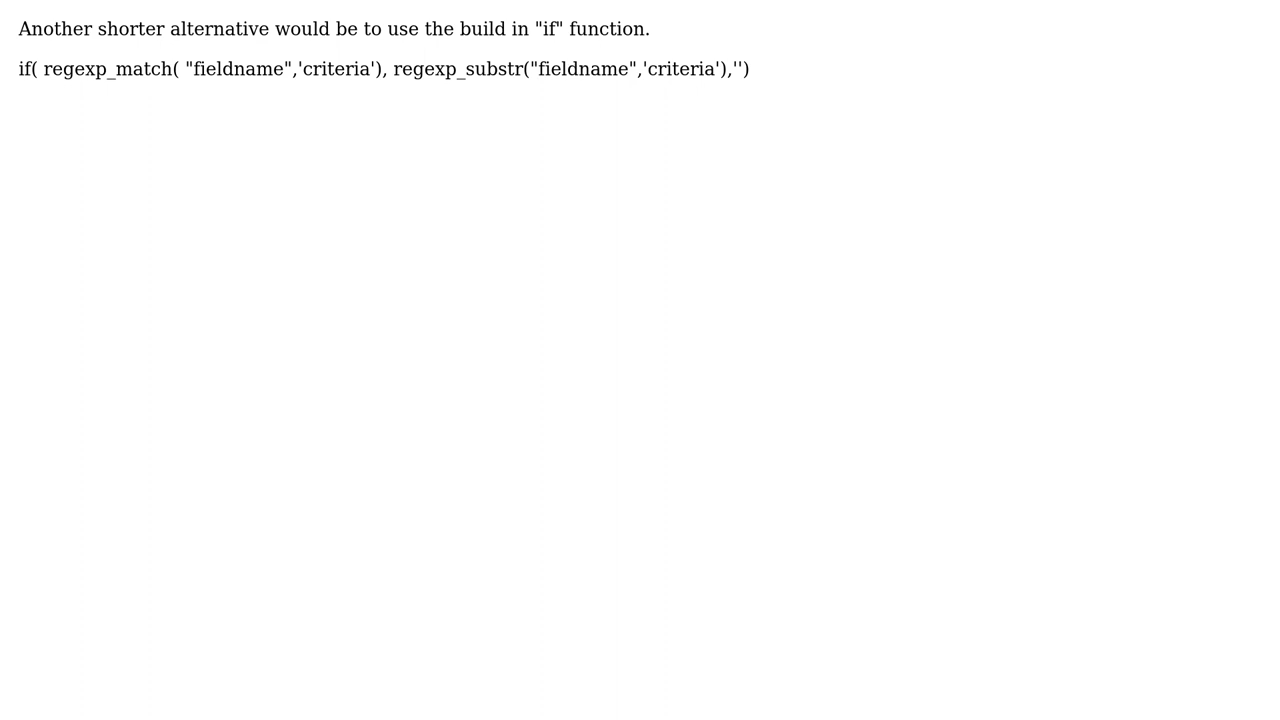 Another shorter alternative would be to use the build in "if" function.
if( regexp_match( "fieldname",'criteria'), regexp_substr("fieldname",'criteria'),'')